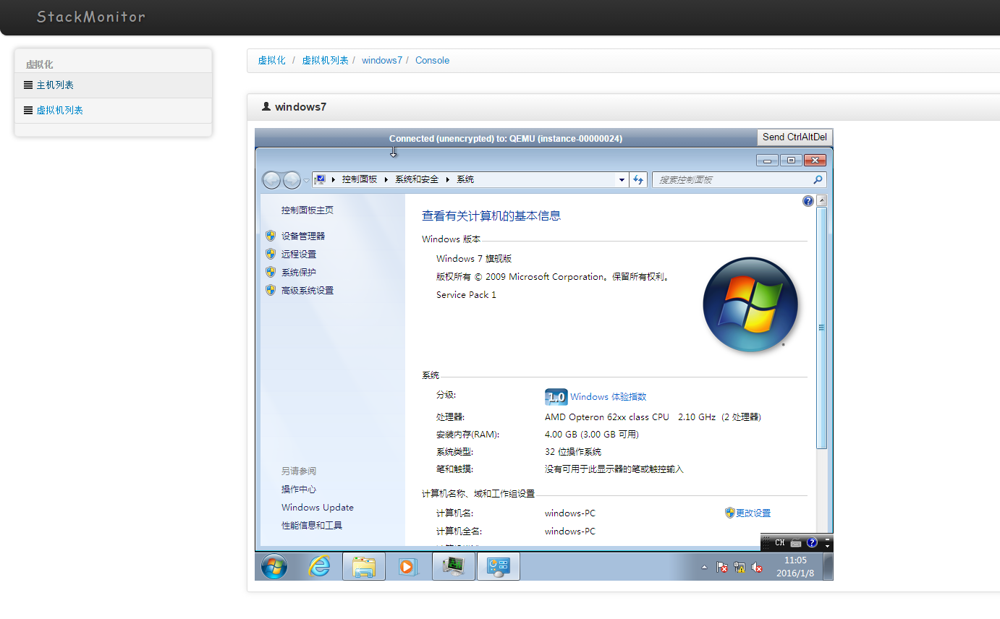 StackMonitor
虚拟化
主机列表
虚拟机列表
虚拟化 / 虚拟机列表 / windows7 / Console
windows7
Connected (unencrypted) to: QEMU (instance-00000024)
Send CtrlAltDel
控制面板 系统和安全 系统
搜索控制面板
控制面板主页
设备管理器
远程设置
系统保护
高级系统设置
另请参阅
操作中心
Windows Update
性能信息和工具
查看有关计算机的基本信息
Windows 版本
Windows 7 旗舰版
版权所有 © 2009 Microsoft Corporation。保留所有权利。
Service Pack 1
系统
分级: 1.0 Windows 体验指数
处理器: AMD Opteron 62xx class CPU 2.10 GHz (2 处理器)
安装内存(RAM): 4.00 GB (3.00 GB 可用)
系统类型: 32 位操作系统
笔和触摸: 没有可用于此显示器的笔或触控输入
计算机名称、域和工作组设置
计算机名: windows-PC 更改设置
计算机全名: windows-PC
CH
11:05
2016/1/8